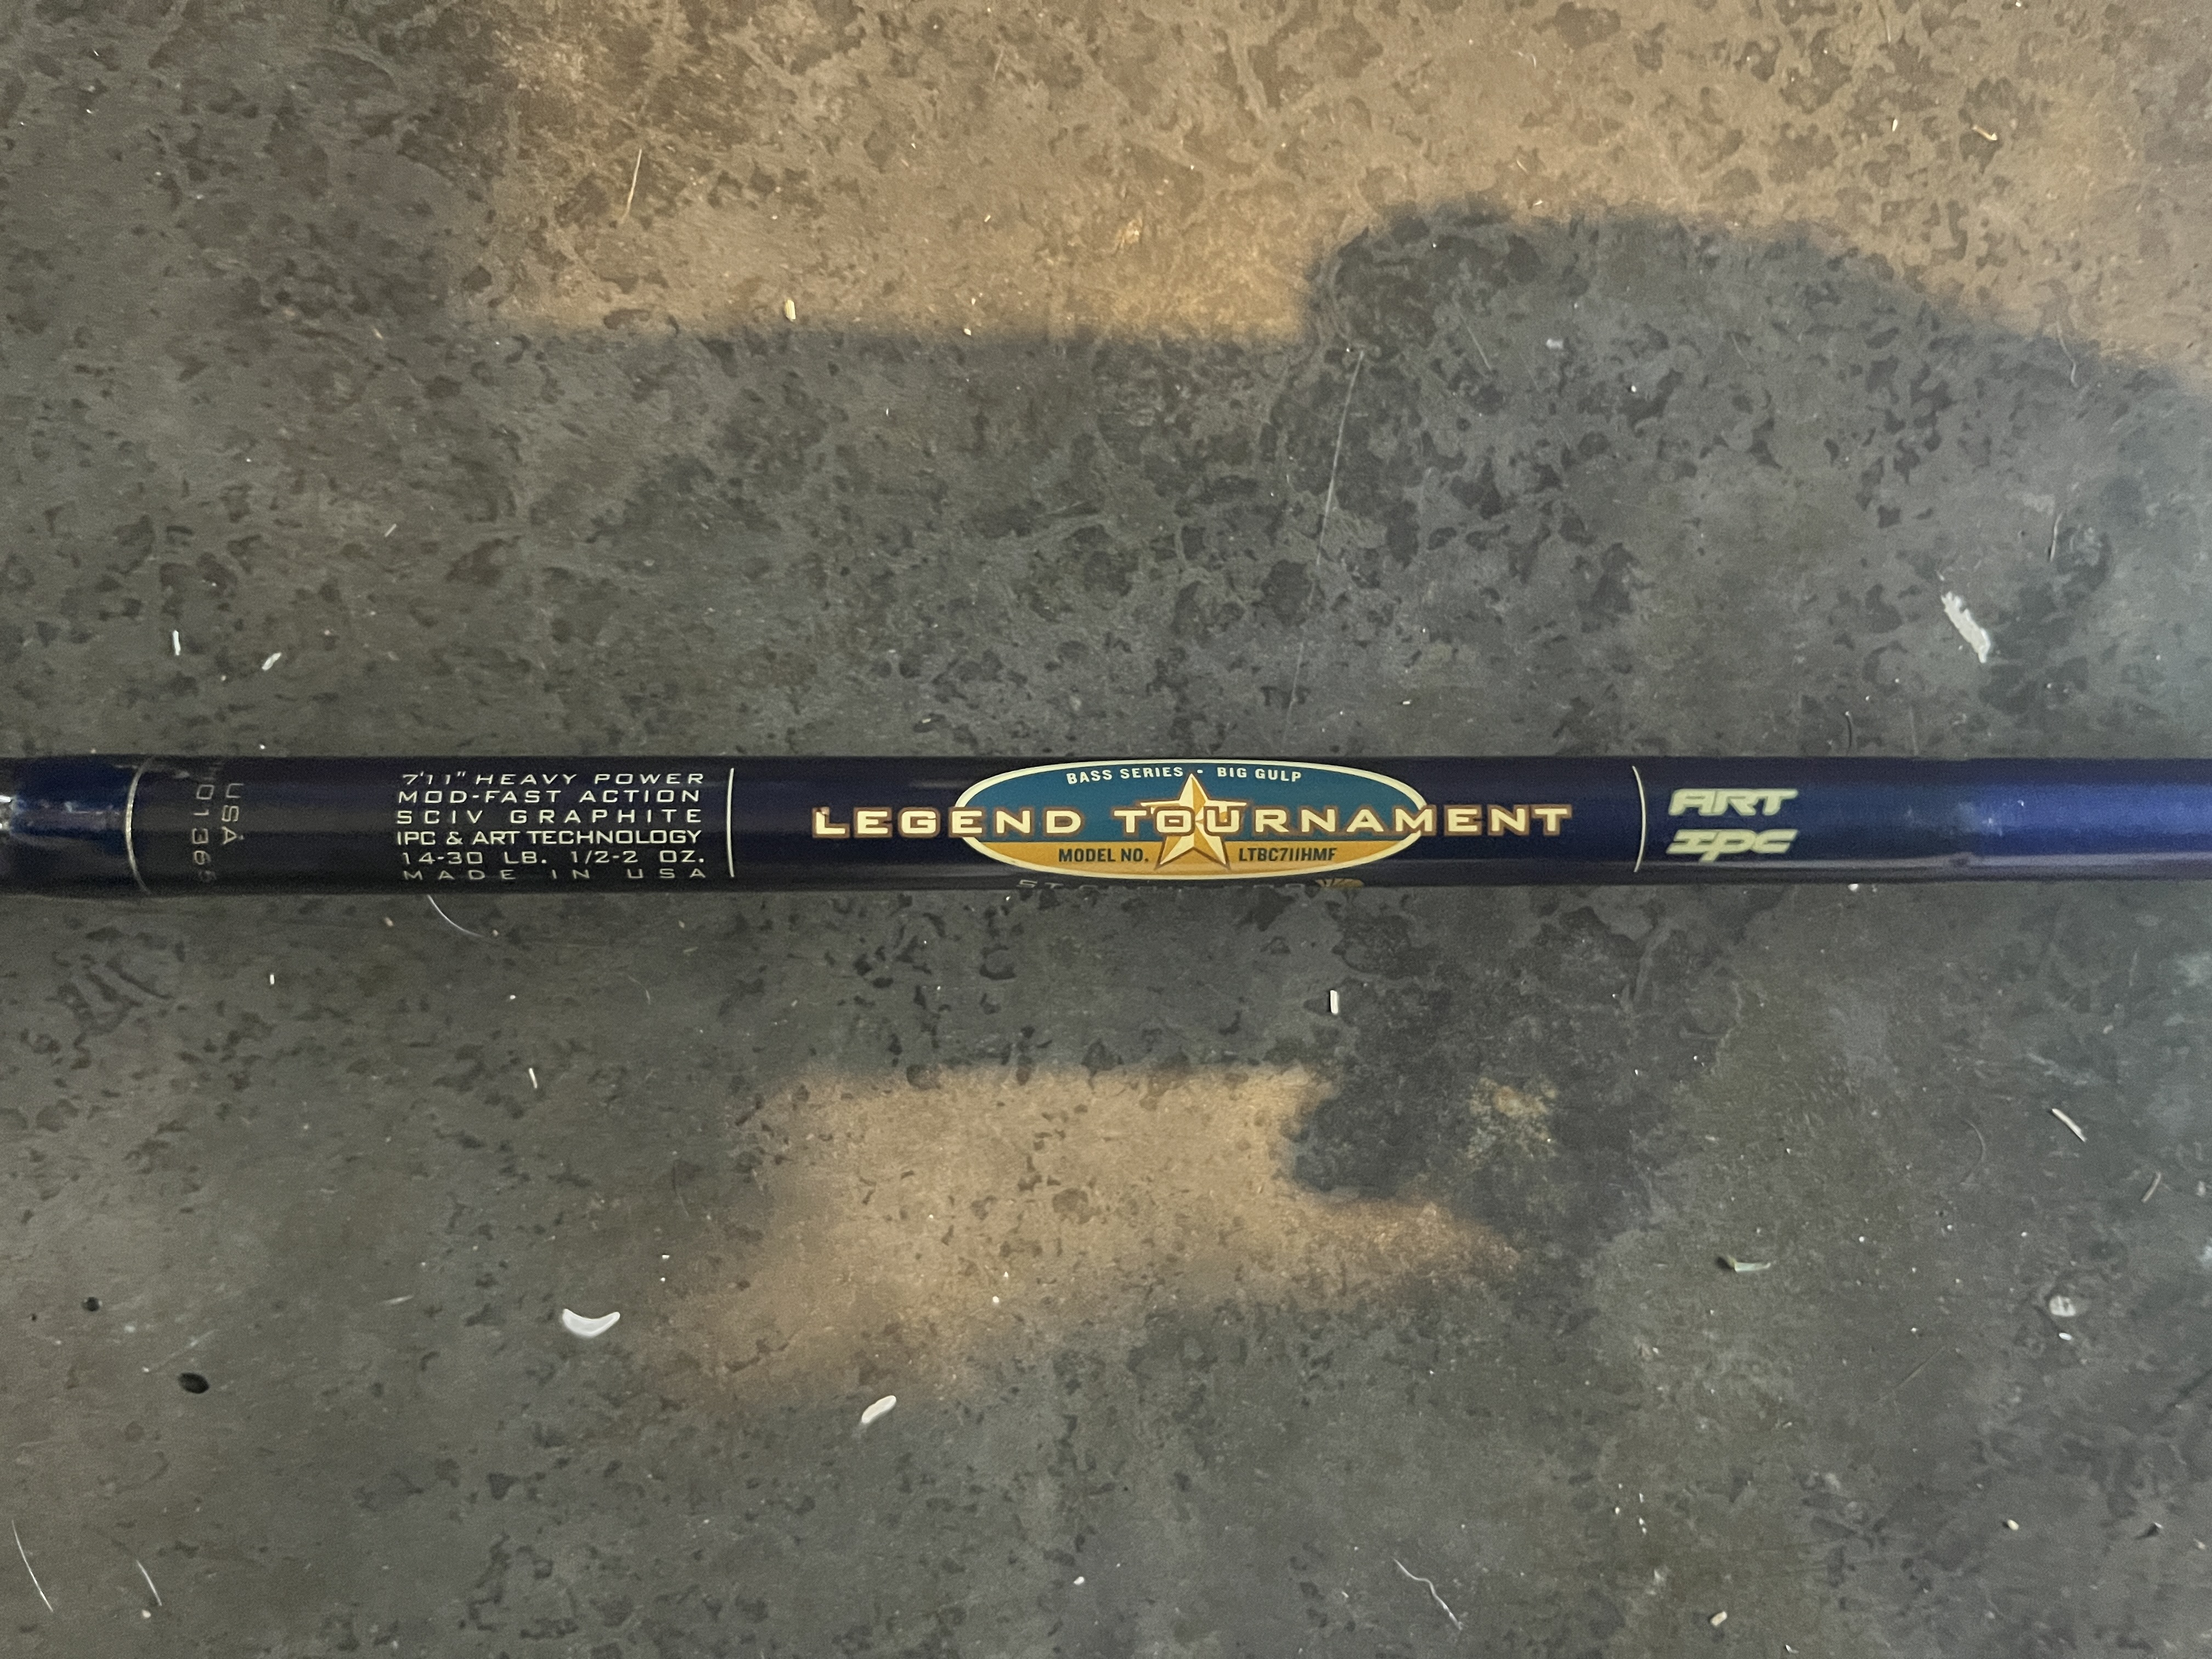 USA
7'11" HEAVY POWER
MOD-FAST ACTION
SCIV GRAPHITE
IPC & ART TECHNOLOGY
14-30 LB. 1/2-2 OZ.
MADE IN USA
BASS SERIES • BIG GULP
LEGEND TOURNAMENT
MODEL NO. LTBC711HMF
ART
IPC